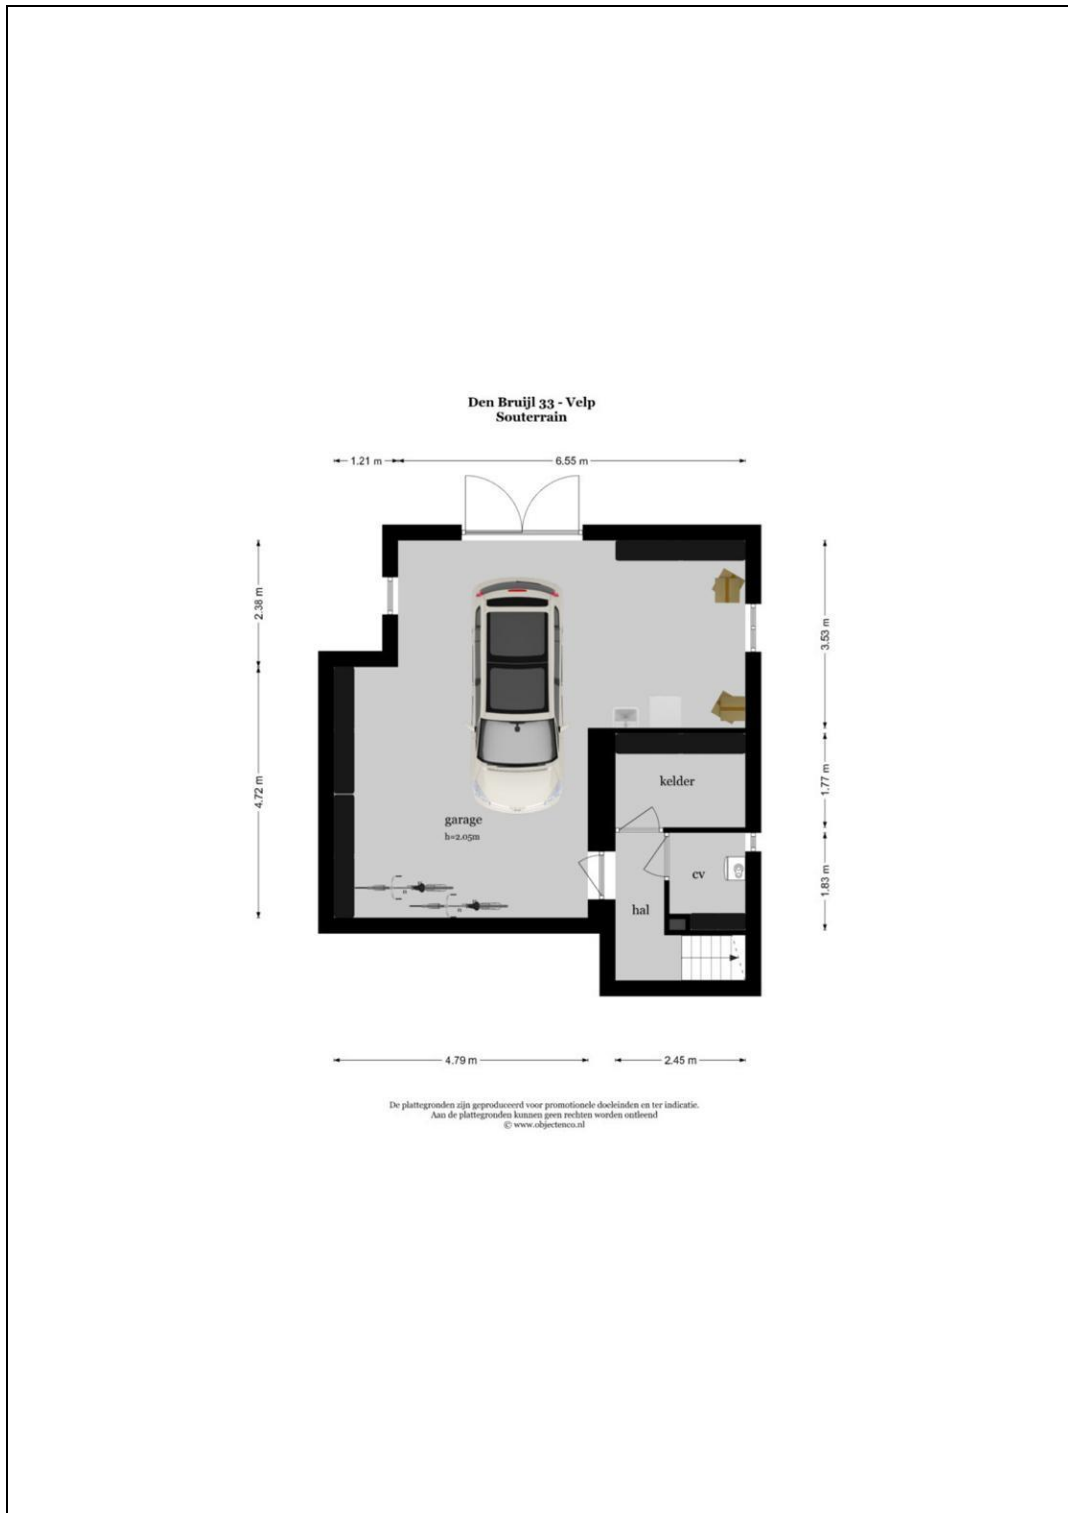 Den Bruijl 33 - Velp
Souterrain
1.21 m
6.55 m
2.38 m
3.53 m
4.72 m
1.77 m
kelder
garage
h=2.05m
1.83 m
cv
hal
4.79 m
2.45 m
De plattegronden zijn geproduceerd voor promotionele doeleinden en ter indicatie.
Aan de plattegronden kunnen geen rechten worden ontleend
© www.objectenco.nl